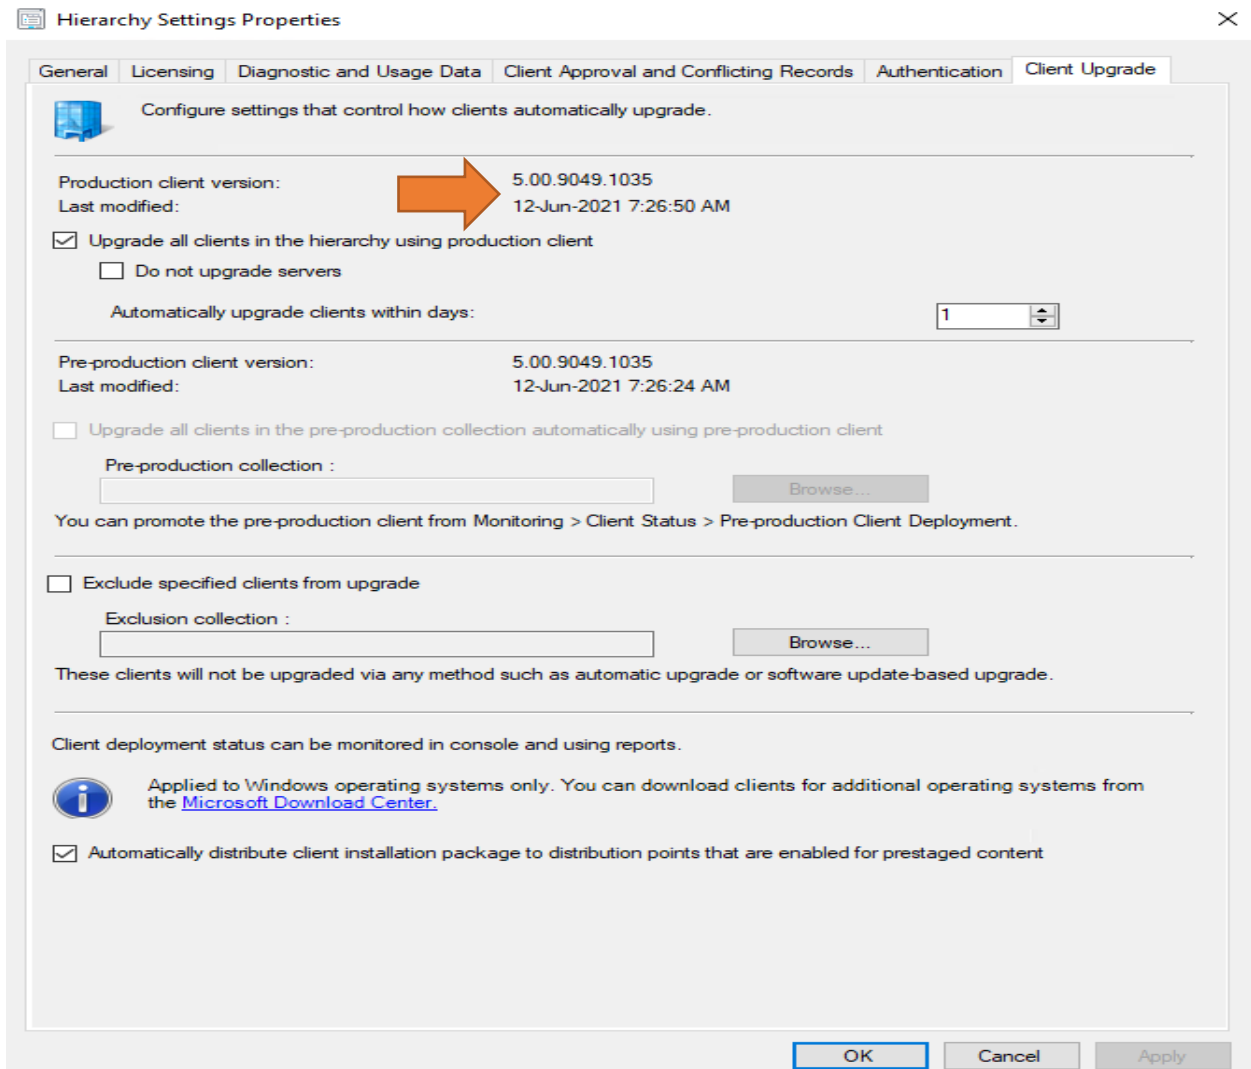 Hierarchy Settings Properties
General Licensing Diagnostic and Usage Data Client Approval and Conflicting Records Authentication Client Upgrade
Configure settings that control how clients automatically upgrade.
Production client version: 5.00.9049.1035
Last modified: 12-Jun-2021 7:26:50 AM
Upgrade all clients in the hierarchy using production client
Do not upgrade servers
Automatically upgrade clients within days: 1
Pre-production client version: 5.00.9049.1035
Last modified: 12-Jun-2021 7:26:24 AM
Upgrade all clients in the pre-production collection automatically using pre-production client
Pre-production collection :
Browse...
You can promote the pre-production client from Monitoring > Client Status > Pre-production Client Deployment.
Exclude specified clients from upgrade
Exclusion collection :
Browse...
These clients will not be upgraded via any method such as automatic upgrade or software update-based upgrade.
Client deployment status can be monitored in console and using reports.
Applied to Windows operating systems only. You can download clients for additional operating systems from
the Microsoft Download Center.
Automatically distribute client installation package to distribution points that are enabled for prestaged content
OK Cancel Apply